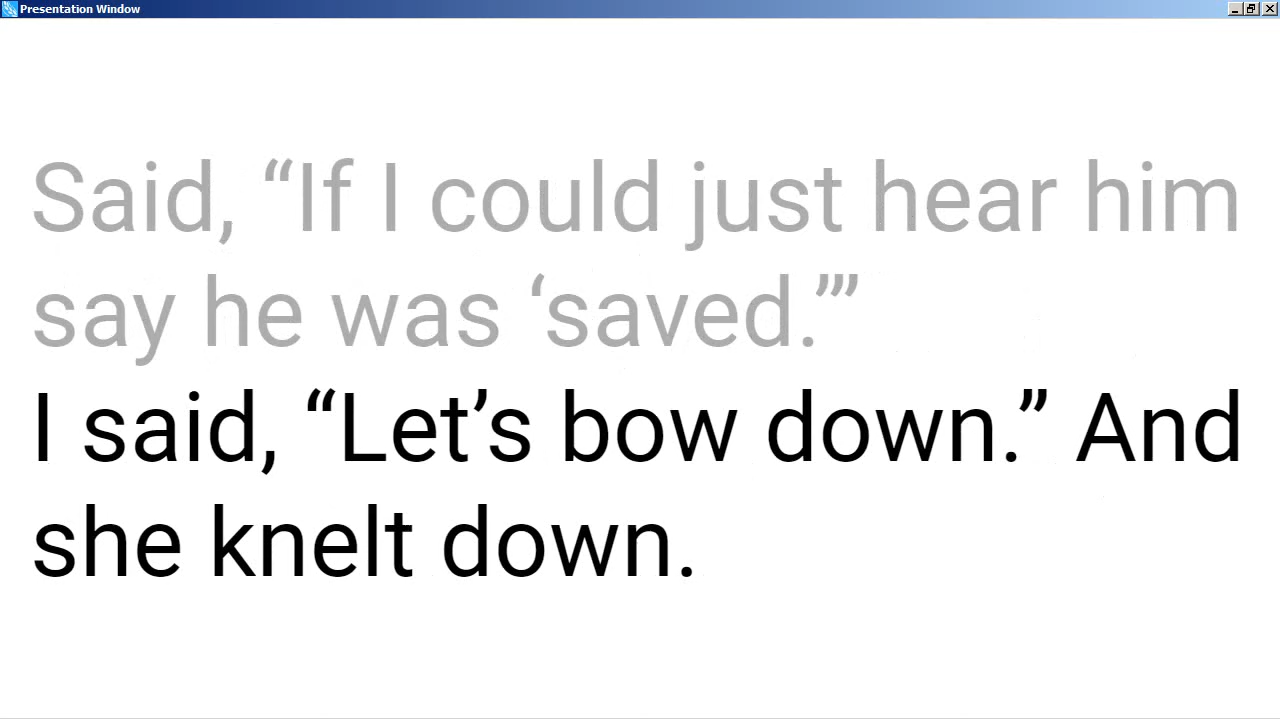 Presentation Window
Said, “If I could just hear him
say he was ‘saved.’”
I said, “Let’s bow down.” And
she knelt down.